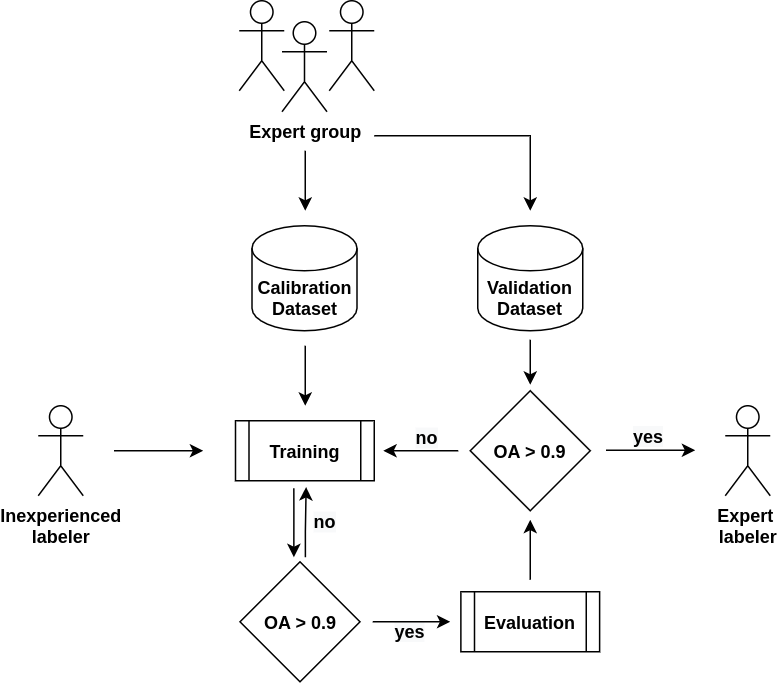 Expert group
Calibration
Dataset
Validation
Dataset
Inexperienced
labeler
Training
no
OA > 0.9
yes
Expert
labeler
no
OA > 0.9
yes
Evaluation